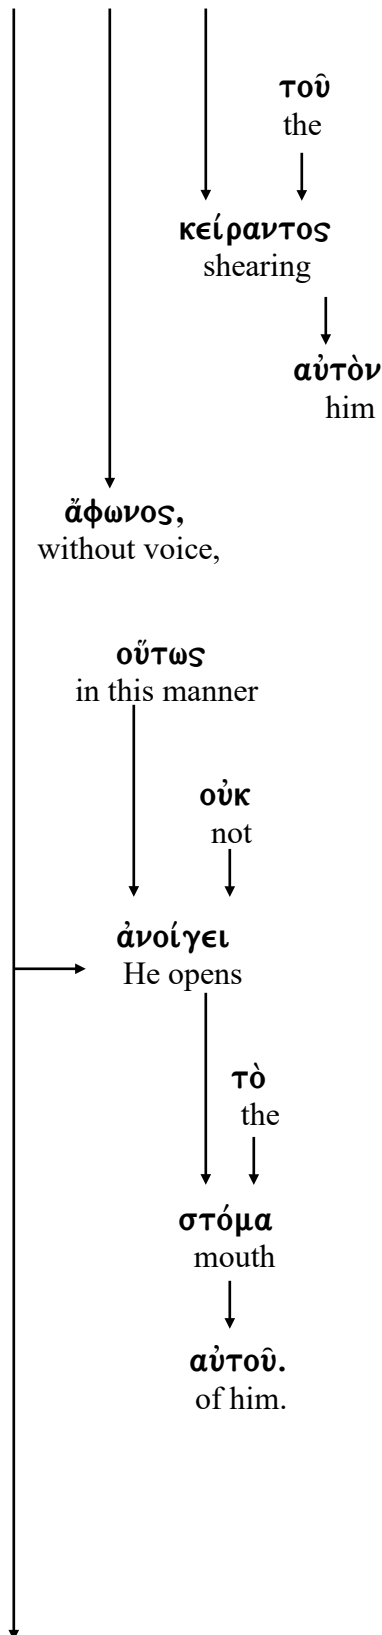 τοῦ
the
κείραντος
shearing
αὐτὸν
him
ἄφωνος,
without voice,
οὕτως
in this manner
οὐκ
not
ἀνοίγει
He opens
τὸ
the
στόμα
mouth
αὐτοῦ.
of him.